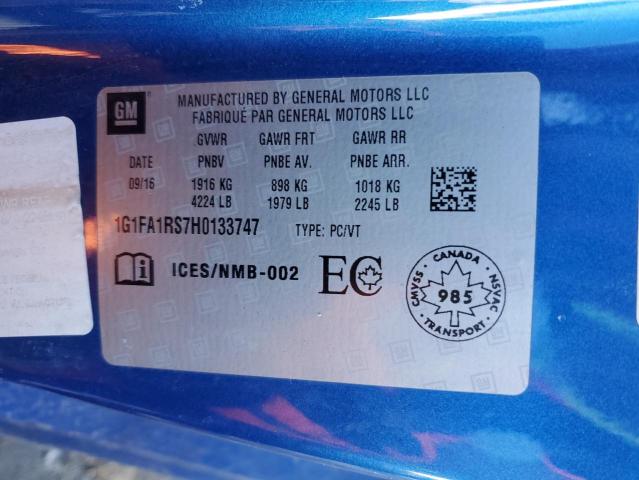 GM
MANUFACTURED BY GENERAL MOTORS LLC
FABRIQUÉ PAR GENERAL MOTORS LLC
GVWR GAWR FRT GAWR RR
DATE PNBV PNBE AV. PNBE ARR.
09/16 1916 KG 898 KG 1018 KG
4224 LB 1979 LB 2245 LB
1G1FA1RS7H0133747 TYPE: PC/VT
ICES/NMB-002 EC
CANADA
CMVSS NSVAC
985
TRANSPORT